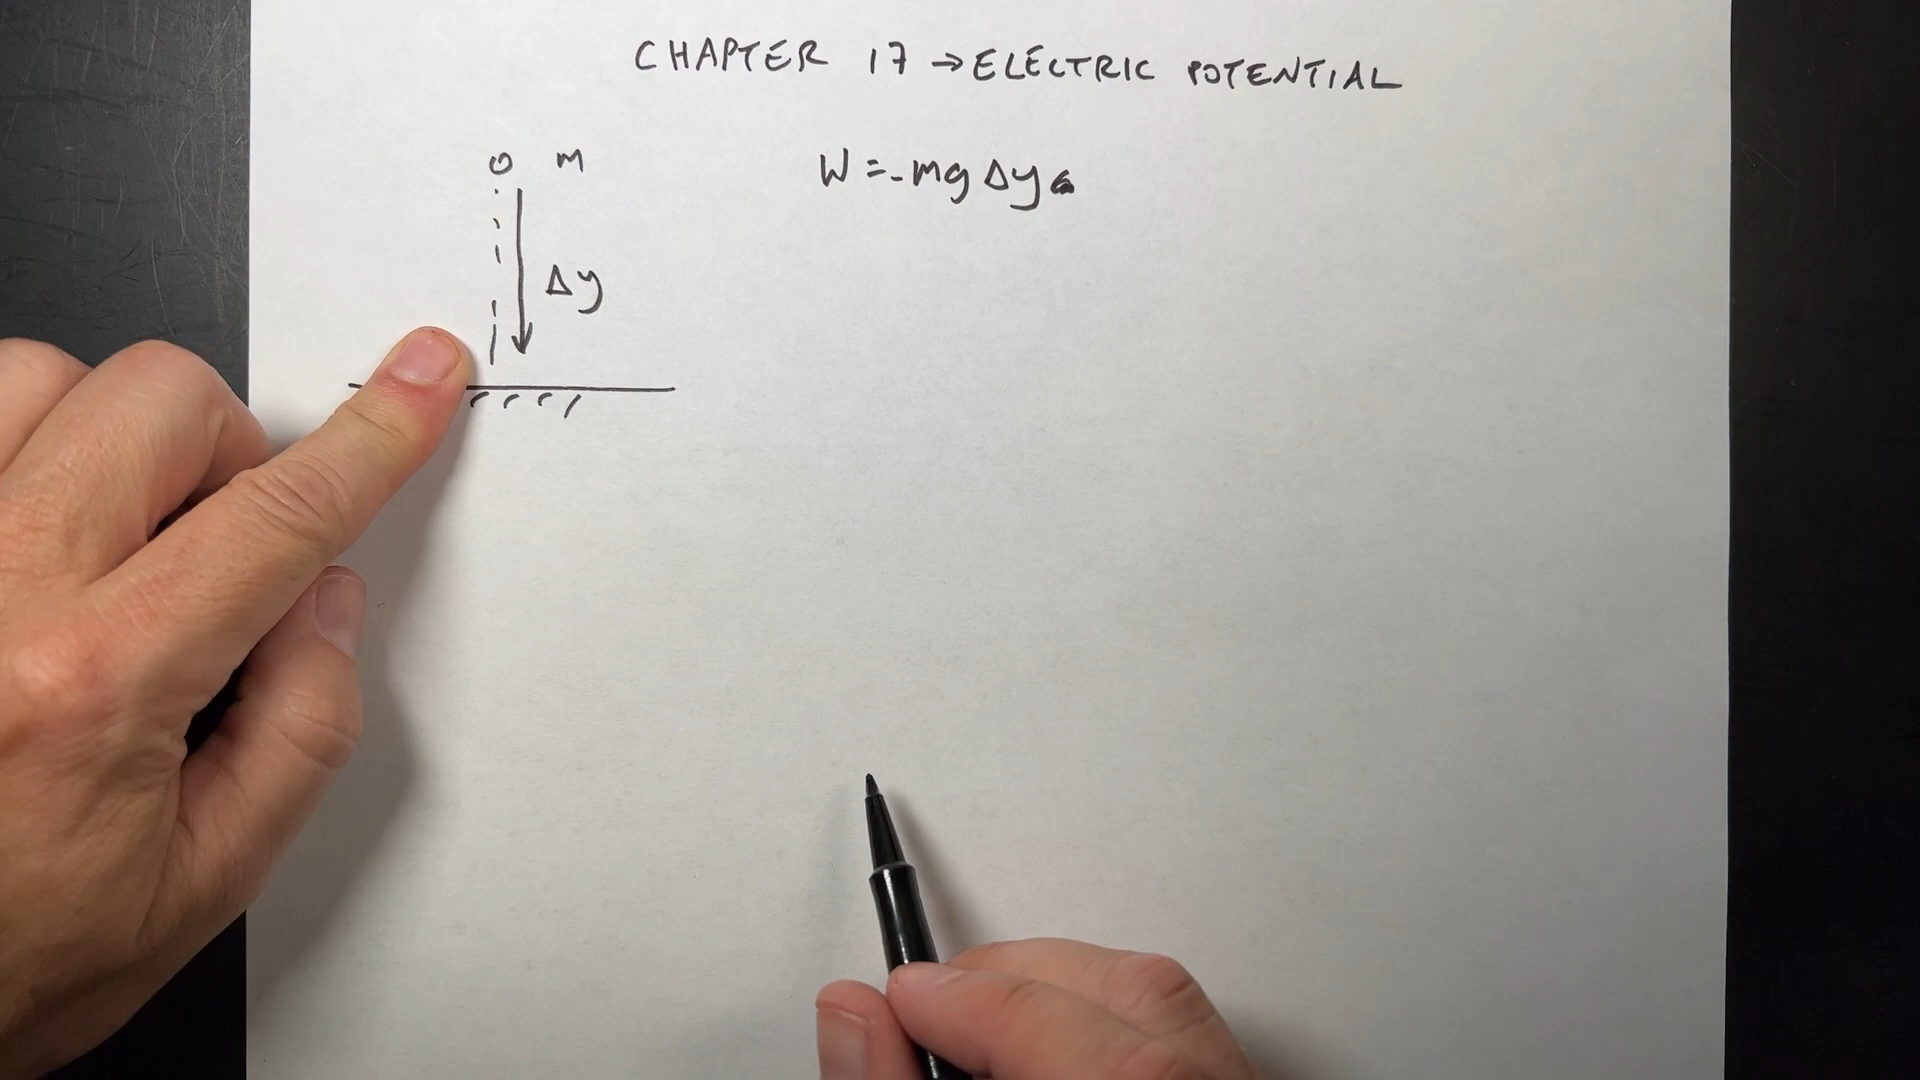 CHAPTER 17 → ELECTRIC POTENTIAL
m
W = -mg Δy
Δy